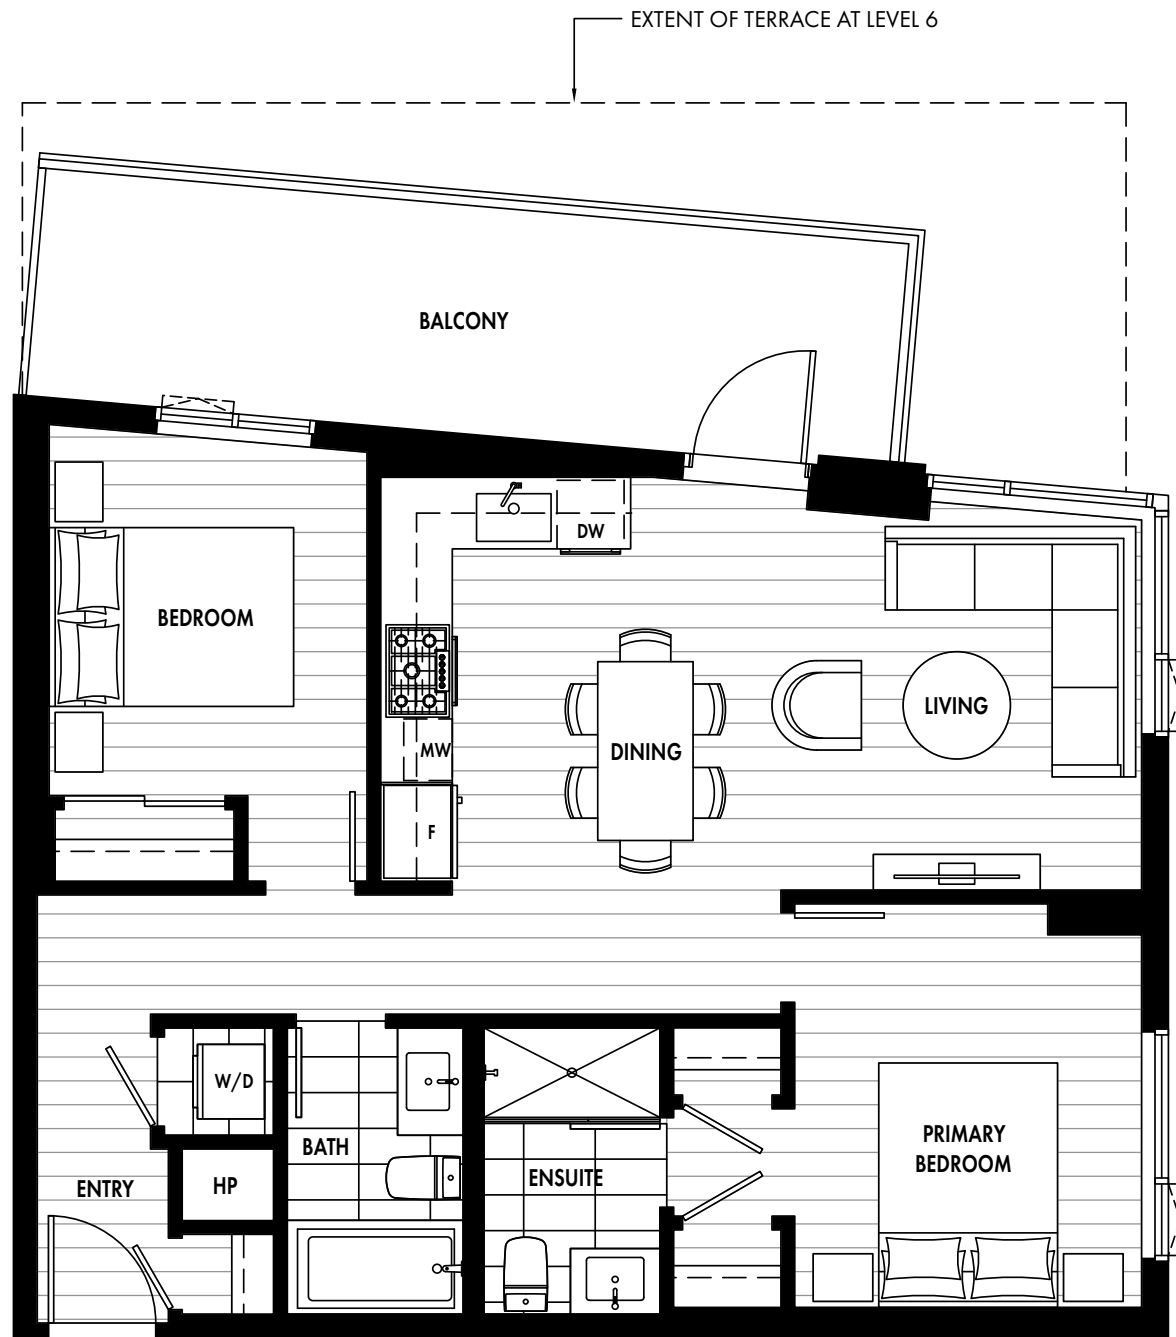 EXTENT OF TERRACE AT LEVEL 6
BALCONY
DW
BEDROOM
LIVING
MW
DINING
F
W/D
BATH
PRIMARY
BEDROOM
ENSUITE
ENTRY
HP